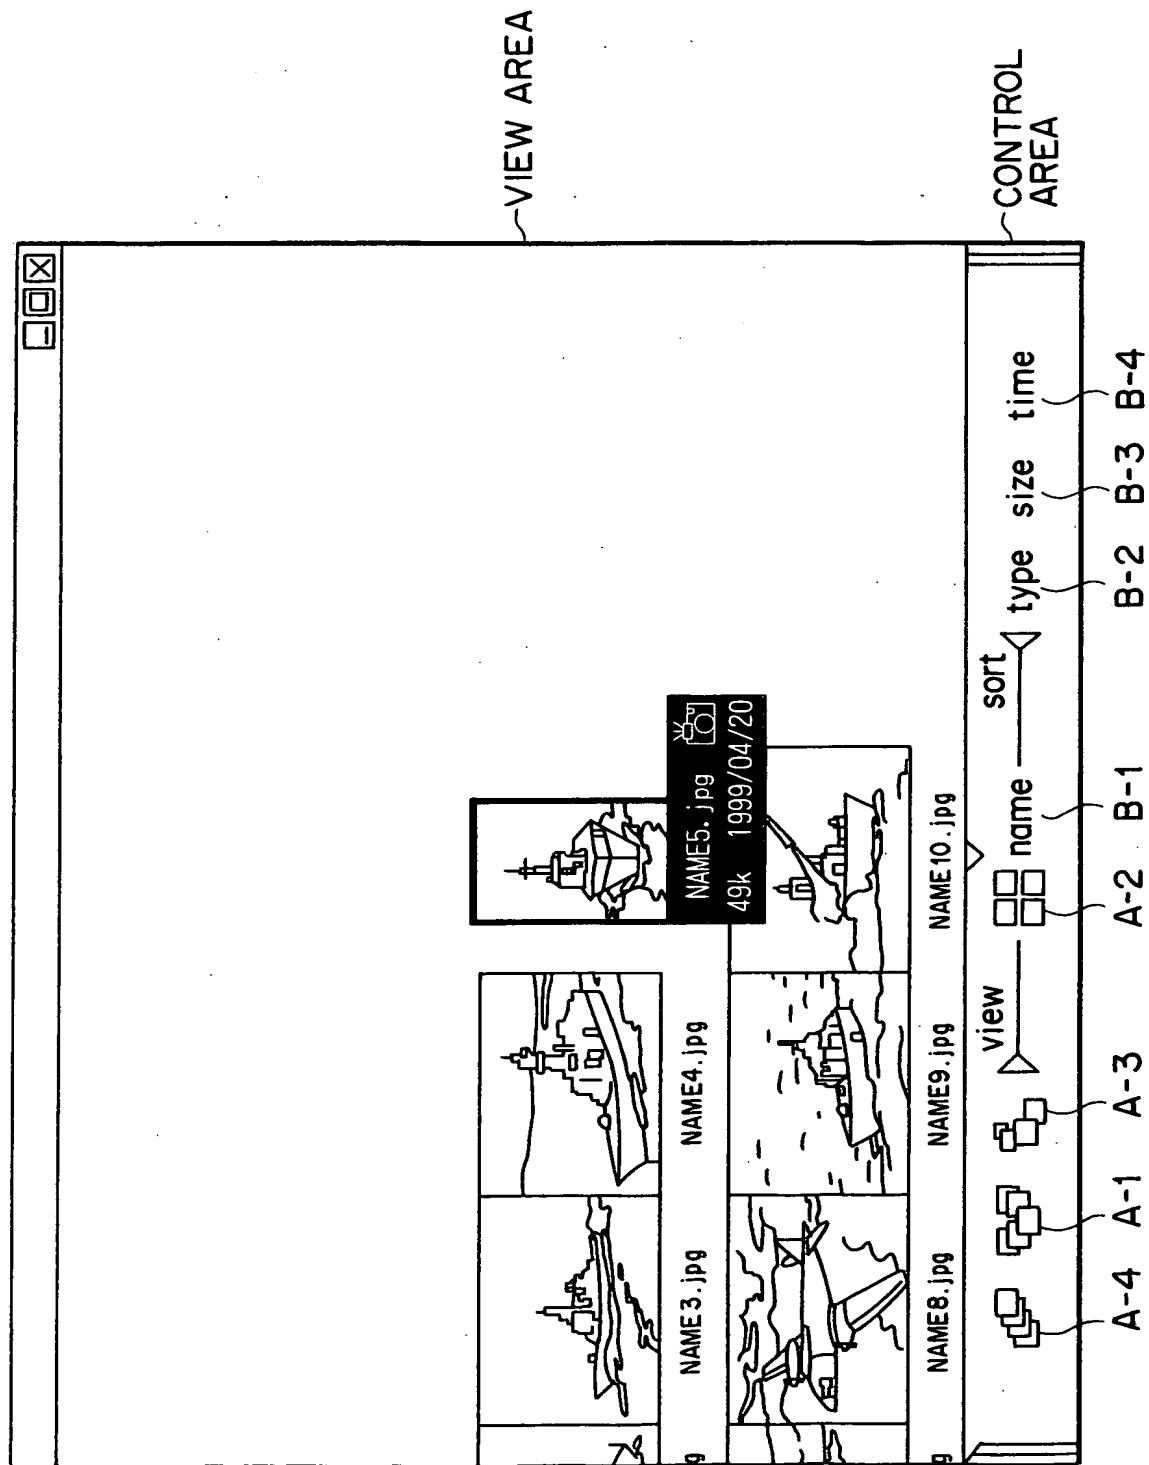 VIEW AREA
NAME5.jpg
49k 1999/04/20
NAME3.jpg
NAME4.jpg
g
NAME8.jpg
NAME9.jpg
NAME10.jpg
g
CONTROL
AREA
view
sort
name
type
size
time
A-4
A-1
A-3
A-2
B-1
B-2
B-3
B-4